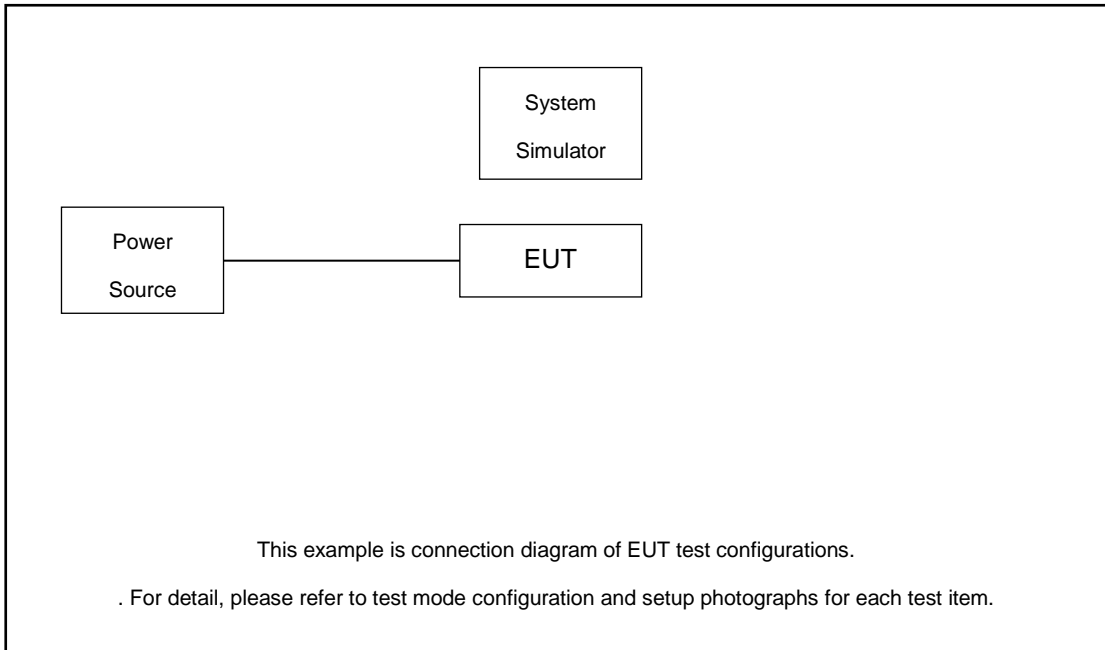 System
Simulator
Power
Source
EUT
This example is connection diagram of EUT test configurations.
. For detail, please refer to test mode configuration and setup photographs for each test item.